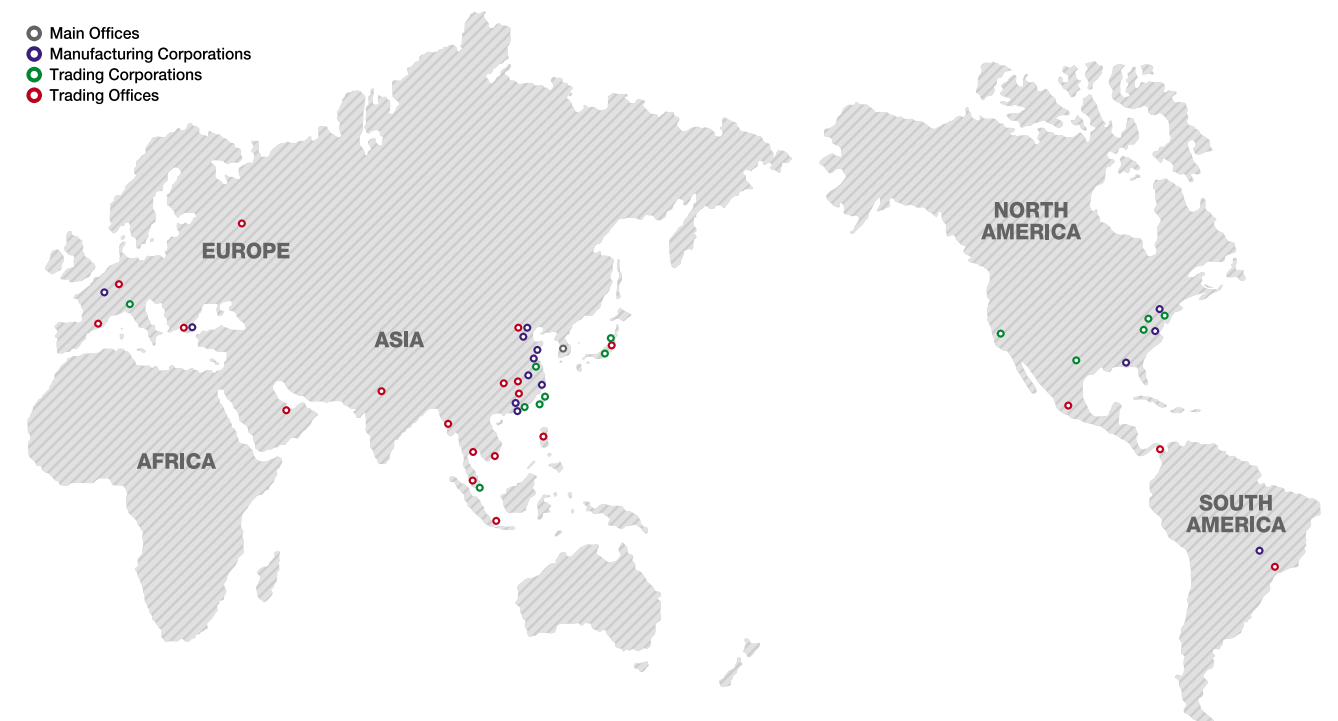 Main Offices
Manufacturing Corporations
Trading Corporations
Trading Offices
EUROPE
ASIA
AFRICA
NORTH
AMERICA
SOUTH
AMERICA